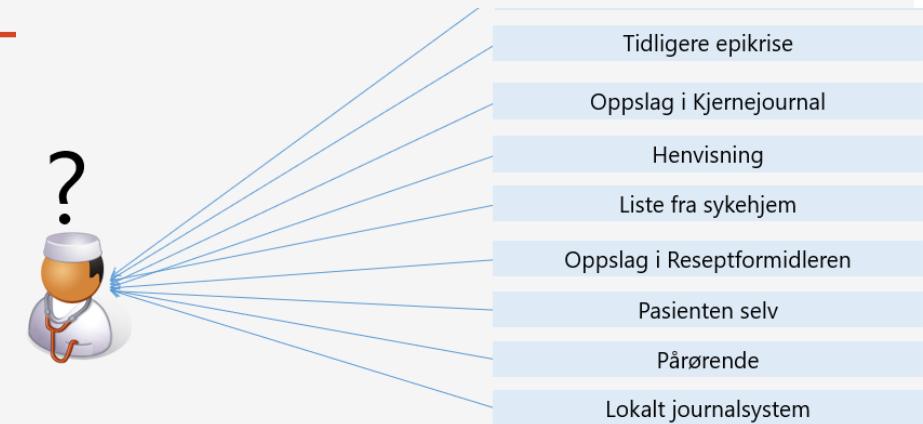 Tidligere epikrise
Oppslag i Kjernejournal
?
Henvisning
Liste fra sykehjem
Oppslag i Reseptformidleren
Pasienten selv
Pårørende
Lokalt journalsystem